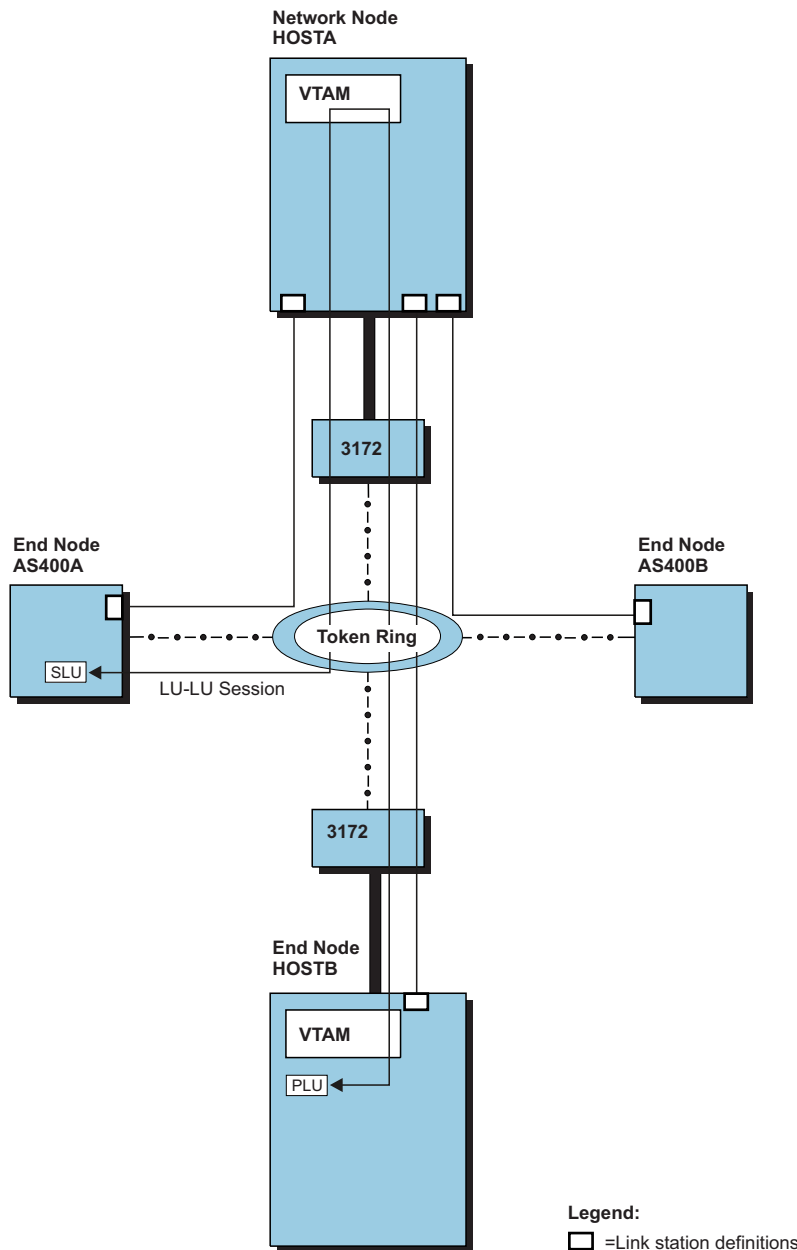 Network Node
HOSTA
VTAM
3172
End Node
AS400A
End Node
AS400B
Token Ring
SLU
LU-LU Session
3172
End Node
HOSTB
VTAM
PLU
Legend:
=Link station definitions